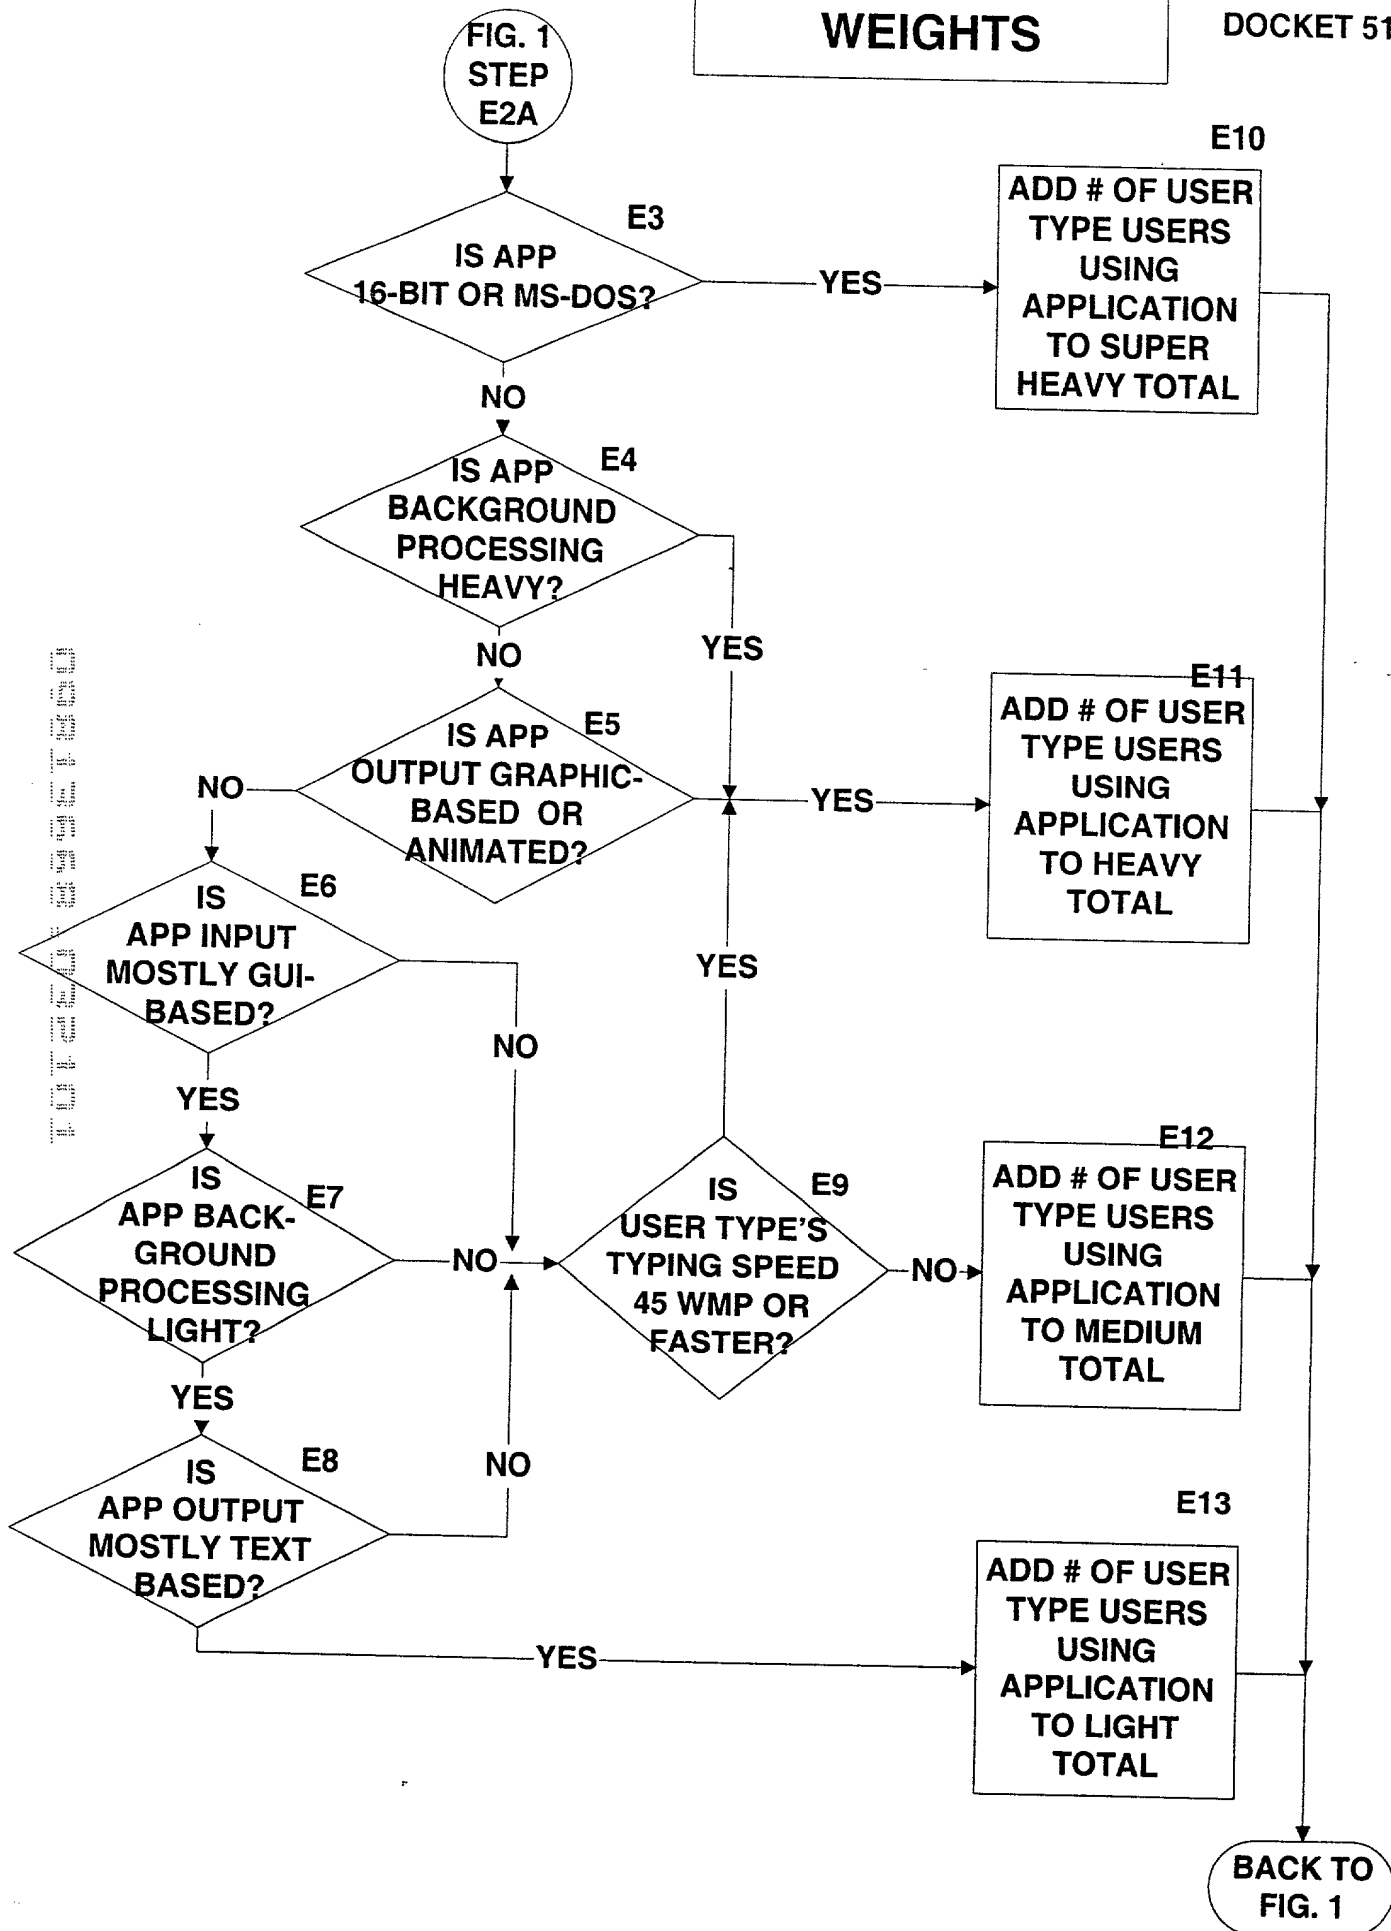 WEIGHTS
DOCKET 51
FIG. 1
STEP
E2A
E3
IS APP
16-BIT OR MS-DOS?
YES
NO
E10
ADD # OF USER
TYPE USERS
USING
APPLICATION
TO SUPER
HEAVY TOTAL
E4
IS APP
BACKGROUND
PROCESSING
HEAVY?
YES
NO
E5
IS APP
OUTPUT GRAPHIC-
BASED OR
ANIMATED?
NO
YES
E11
ADD # OF USER
TYPE USERS
USING
APPLICATION
TO HEAVY
TOTAL
E6
IS
APP INPUT
MOSTLY GUI-
BASED?
NO
YES
YES
E7
IS
APP BACK-
GROUND
PROCESSING
LIGHT?
NO
YES
E9
IS
USER TYPE'S
TYPING SPEED
45 WMP OR
FASTER?
NO
E12
ADD # OF USER
TYPE USERS
USING
APPLICATION
TO MEDIUM
TOTAL
E8
IS
APP OUTPUT
MOSTLY TEXT
BASED?
NO
YES
E13
ADD # OF USER
TYPE USERS
USING
APPLICATION
TO LIGHT
TOTAL
BACK TO
FIG. 1